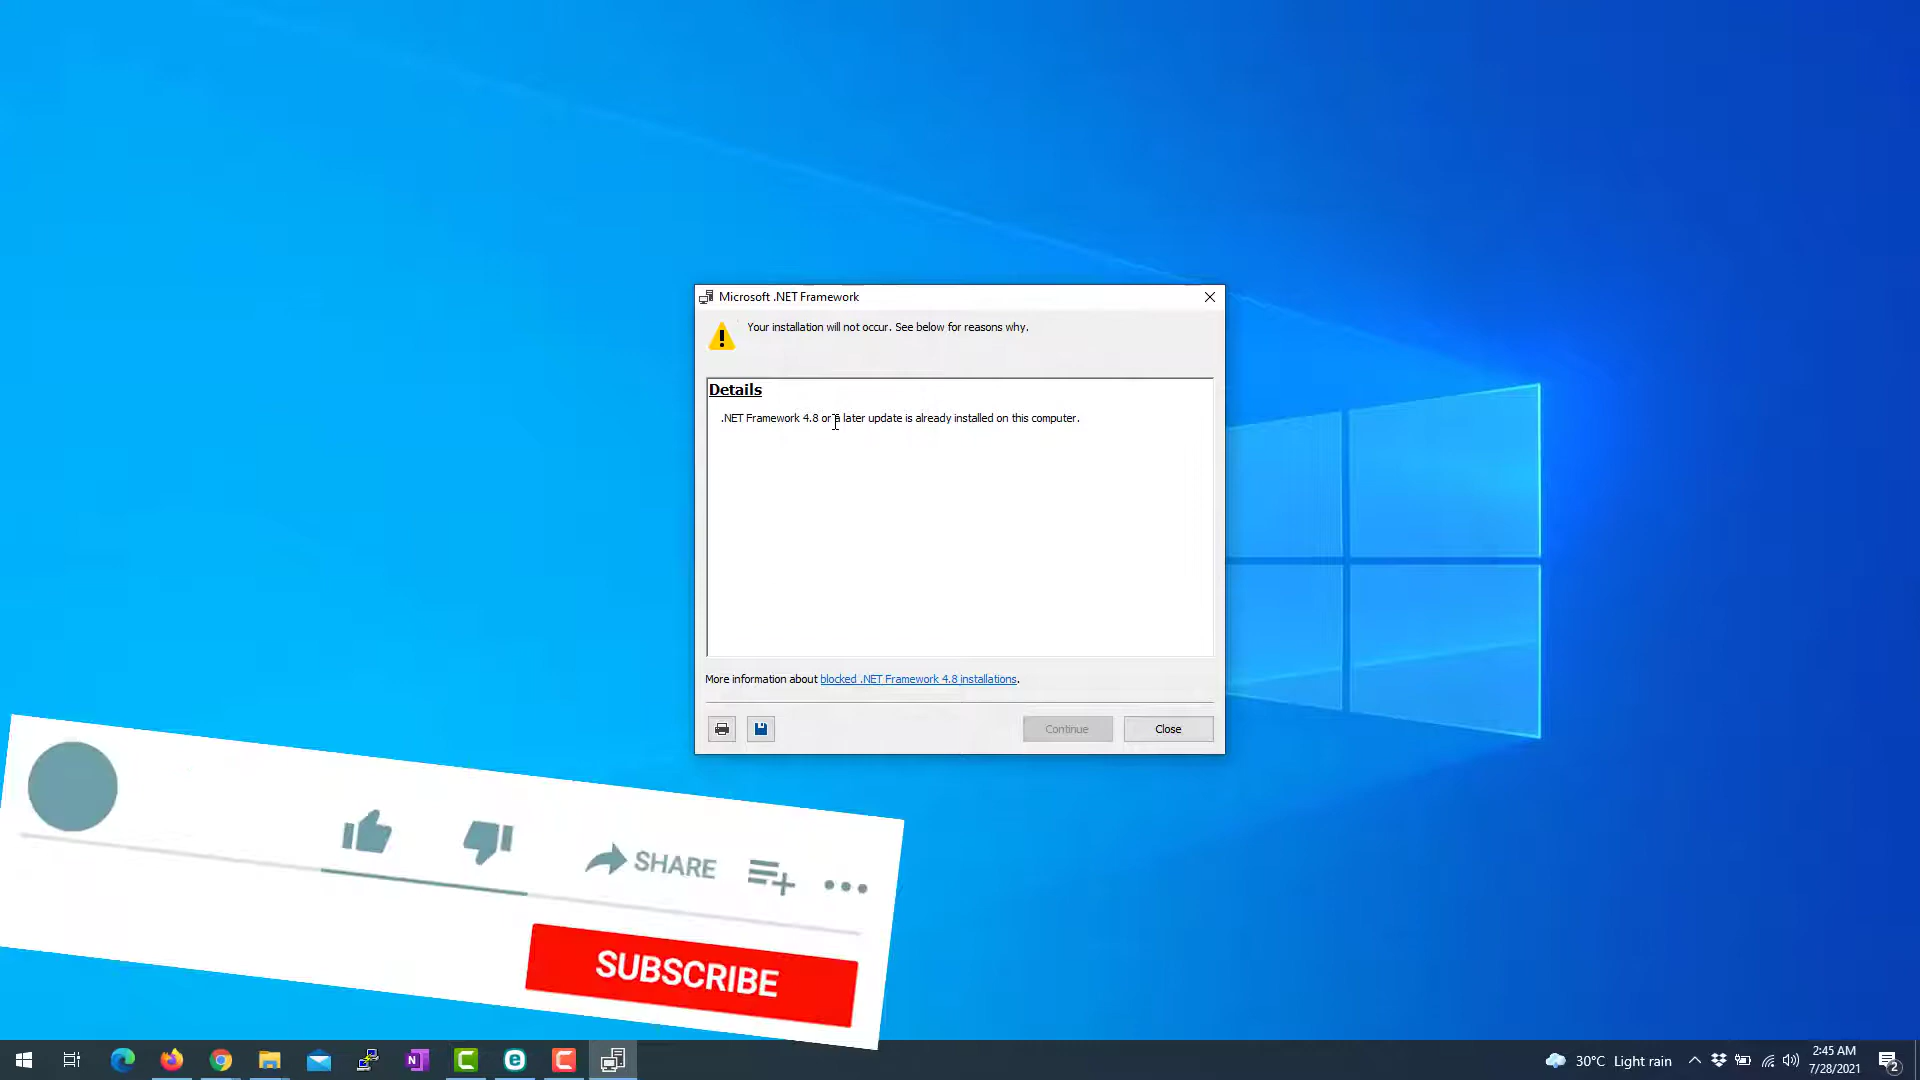 Microsoft .NET Framework
Your installation will not occur. See below for reasons why.
Details
.NET Framework 4.8 or a later update is already installed on this computer.
More information about blocked .NET Framework 4.8 installations.
Continue
Close
SHARE
SUBSCRIBE
30°C Light rain
2:45 AM
7/28/2021
2